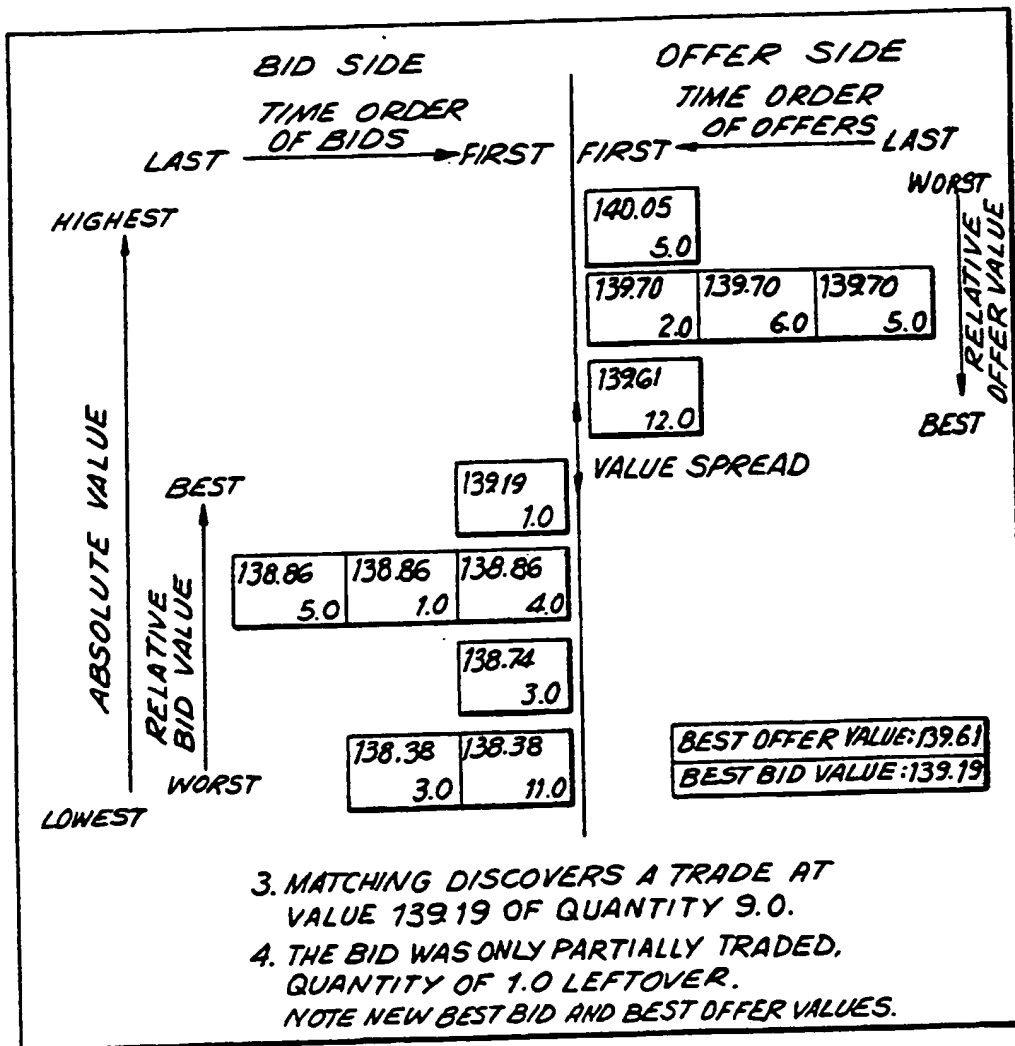 BID SIDE
TIME ORDER
OF BIDS
LAST
FIRST
OFFER SIDE
TIME ORDER
OF OFFERS
FIRST
LAST
HIGHEST
ABSOLUTE VALUE
LOWEST
BEST
RELATIVE
BID VALUE
WORST
WORST
RELATIVE
OFFER VALUE
BEST
140.05
5.0
139.70 139.70 139.70
2.0 6.0 5.0
139.61
12.0
VALUE SPREAD
139.19
1.0
138.86 138.86 138.86
5.0 1.0 4.0
138.74
3.0
138.38 138.38
3.0 11.0
BEST OFFER VALUE:139.61
BEST BID VALUE:139.19
3. MATCHING DISCOVERS A TRADE AT
VALUE 139.19 OF QUANTITY 9.0.
4. THE BID WAS ONLY PARTIALLY TRADED,
QUANTITY OF 1.0 LEFTOVER.
NOTE NEW BEST BID AND BEST OFFER VALUES.